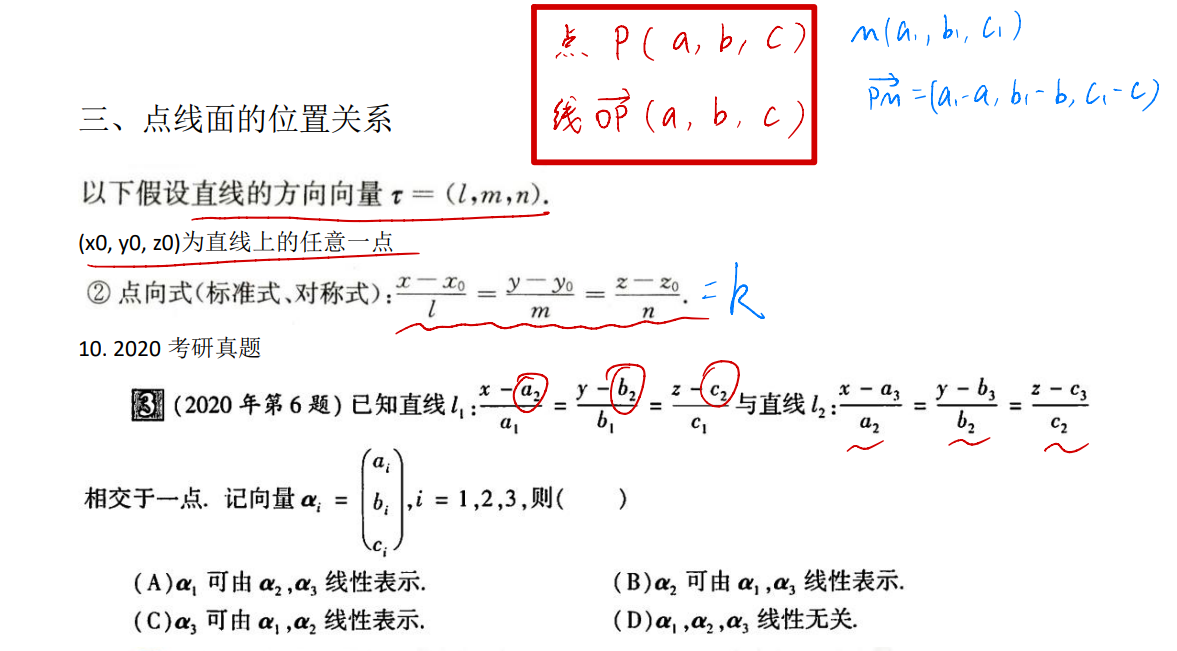 点 P(a, b, c)
线 OP⃗ (a, b, c)
M(a₁, b₁, c₁)
PM⃗ = (a₁-a, b₁-b, c₁-c)
三、点线面的位置关系
以下假设直线的方向向量 τ = (l,m,n).
(x0, y0, z0)为直线上的任意一点
② 点向式(标准式、对称式): (x-x₀)/l = (y-y₀)/m = (z-z₀)/n. = k
10. 2020 考研真题
3 (2020 年第 6 题) 已知直线 l₁: (x-a₂)/a₁ = (y-b₂)/b₁ = (z-c₂)/c₁ 与直线 l₂: (x-a₃)/a₂ = (y-b₃)/b₂ = (z-c₃)/c₂
相交于一点. 记向量 αᵢ = (aᵢ bᵢ cᵢ), i = 1,2,3, 则( )
(A) α₁ 可由 α₂, α₃ 线性表示. (B) α₂ 可由 α₁, α₃ 线性表示.
(C) α₃ 可由 α₁, α₂ 线性表示. (D) α₁, α₂, α₃ 线性无关.